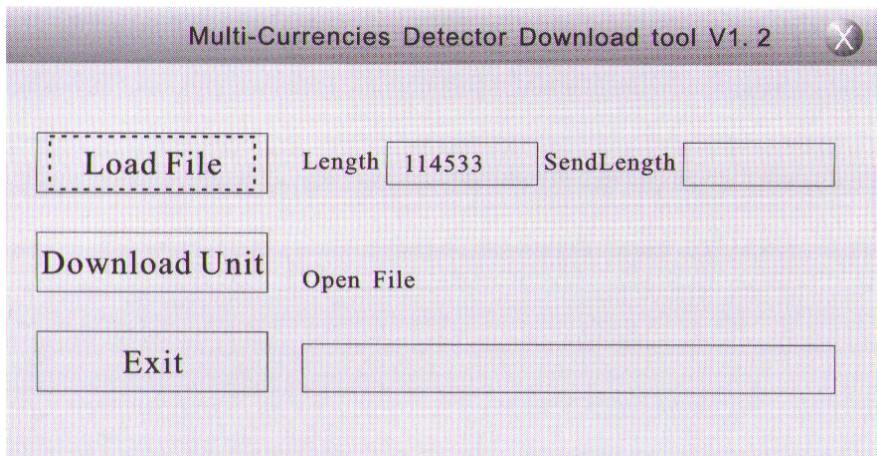 Multi-Currencies Detector Download tool V1. 2
X
Load File
Length 114533 SendLength
Download Unit
Open File
Exit